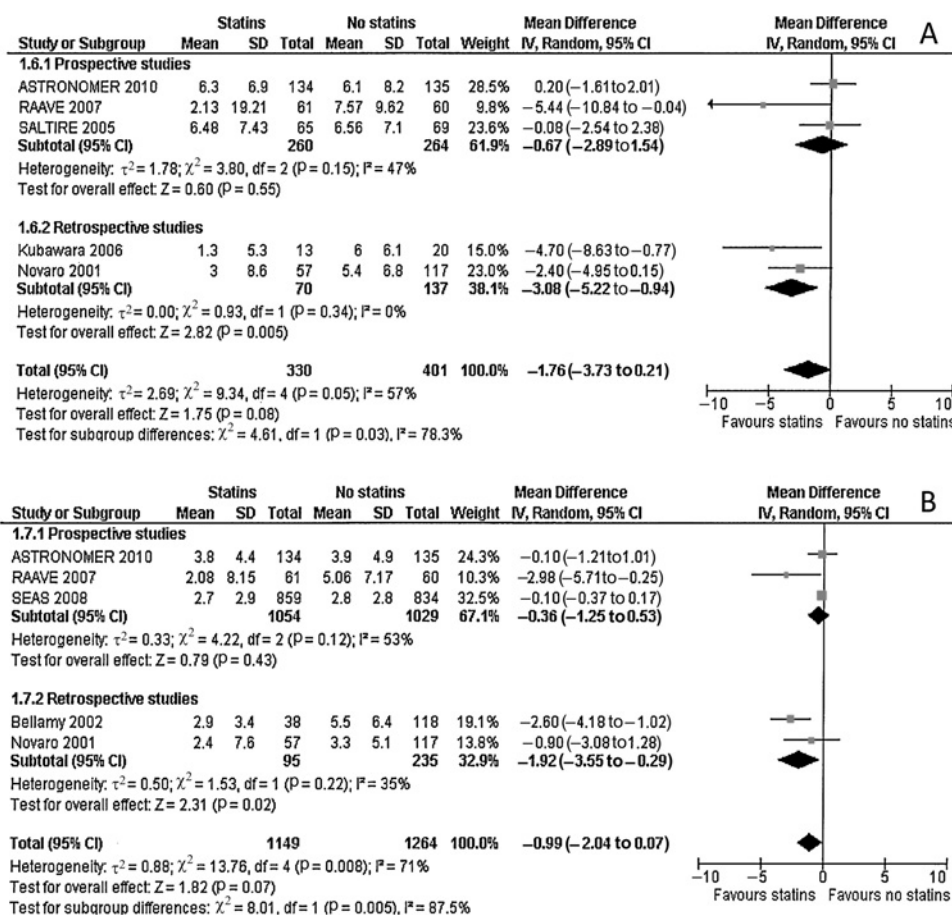 A
Statins No statins Mean Difference Mean Difference
Study or Subgroup Mean SD Total Mean SD Total Weight IV, Random, 95% CI IV, Random, 95% CI
1.6.1 Prospective studies
ASTRONOMER 2010 6.3 6.9 134 6.1 8.2 135 28.5% 0.20 (−1.61to2.01)
RAAVE 2007 2.13 19.21 61 7.57 9.62 60 9.8% −5.44 (−10.84 to −0.04)
SALTIRE 2005 6.48 7.43 65 6.56 7.1 69 23.6% −0.08 (−2.54 to 2.38)
Subtotal (95% CI) 260 264 61.9% −0.67 (−2.89to1.54)
Heterogeneity: τ²= 1.78; χ² = 3.80, df = 2 (P = 0.15); I²= 47%
Test for overall effect: Z = 0.60 (P = 0.55)
1.6.2 Retrospective studies
Kubawara 2006 1.3 5.3 13 6 6.1 20 15.0% −4.70 (−8.63 to −0.77)
Novaro 2001 3 8.6 57 5.4 6.8 117 23.0% −2.40 (−4.95 to 0.15)
Subtotal (95% CI) 70 137 38.1% −3.08 (−5.22 to −0.94)
Heterogeneity: τ²= 0.00; χ² = 0.93, df = 1 (P = 0.34); I²= 0%
Test for overall effect: Z = 2.82 (P = 0.005)
Total (95% CI) 330 401 100.0% −1.76 (−3.73 to 0.21)
Heterogeneity: τ²= 2.69; χ² = 9.34, df = 4 (P = 0.05); I²= 57%
Test for overall effect: Z = 1.75 (P = 0.08)
Test for subgroup differences: χ² = 4.61, df = 1 (P = 0.03), I²= 78.3%
−10 −5 0 5 10
Favours statins Favours no statins
B
Statins No statins Mean Difference Mean Difference
Study or Subgroup Mean SD Total Mean SD Total Weight IV, Random, 95% CI IV, Random, 95% CI
1.7.1 Prospective studies
ASTRONOMER 2010 3.8 4.4 134 3.9 4.9 135 24.3% −0.10 (−1.21to1.01)
RAAVE 2007 2.08 8.15 61 5.06 7.17 60 10.3% −2.98 (−5.71 to −0.25)
SEAS 2008 2.7 2.9 859 2.8 2.8 834 32.5% −0.10 (−0.37 to 0.17)
Subtotal (95% CI) 1054 1029 67.1% −0.36 (−1.25 to 0.53)
Heterogeneity: τ²= 0.33; χ² = 4.22, df = 2 (P = 0.12); I²= 53%
Test for overall effect: Z = 0.79 (P = 0.43)
1.7.2 Retrospective studies
Bellamy 2002 2.9 3.4 38 5.5 6.4 118 19.1% −2.60 (−4.18 to −1.02)
Novaro 2001 2.4 7.6 57 3.3 5.1 117 13.8% −0.90 (−3.08to1.28)
Subtotal (95% CI) 95 235 32.9% −1.92 (−3.55 to −0.29)
Heterogeneity: τ²= 0.50; χ² = 1.53, df = 1 (P = 0.22); I²= 35%
Test for overall effect: Z = 2.31 (P = 0.02)
Total (95% CI) 1149 1264 100.0% −0.99 (−2.04 to 0.07)
Heterogeneity: τ²= 0.88; χ² = 13.76, df = 4 (P = 0.008); I²= 71%
Test for overall effect: Z = 1.82 (P = 0.07)
Test for subgroup differences: χ² = 8.01, df = 1 (P = 0.005), I²= 87.5%
−10 −5 0 5 10
Favours statins Favours no statins